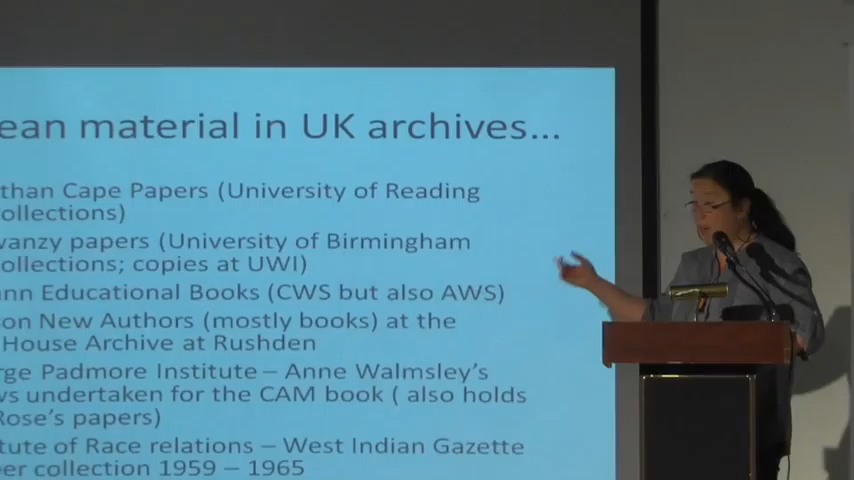 ean material in UK archives...
than Cape Papers (University of Reading
ollections)
wanzy papers (University of Birmingham
ollections; copies at UWI)
ann Educational Books (CWS but also AWS)
son New Authors (mostly books) at the
House Archive at Rushden
rge Padmore Institute – Anne Walmsley's
ws undertaken for the CAM book ( also holds
Rose's papers)
tute of Race relations – West Indian Gazette
per collection 1959 – 1965